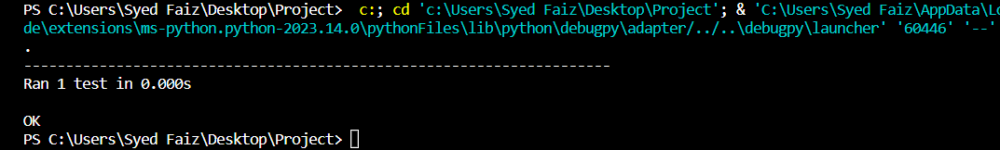 PS C:\Users\Syed Faiz\Desktop\Project>  c:; cd 'c:\Users\Syed Faiz\Desktop\Project'; & 'C:\Users\Syed Faiz\AppData\Lo
de\extensions\ms-python.python-2023.14.0\pythonFiles\lib\python\debugpy\adapter/../..\debugpy\launcher' '60446' '--'
.
----------------------------------------------------------------------
Ran 1 test in 0.000s
OK
PS C:\Users\Syed Faiz\Desktop\Project>